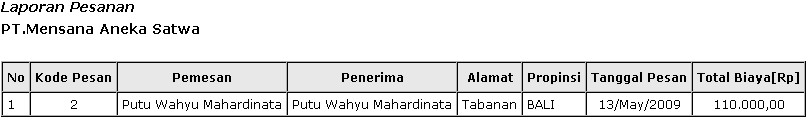 Laporan Pesanan
PT.Mensana Aneka Satwa
No Kode Pesan Pemesan Penerima Alamat Propinsi Tanggal Pesan Total Biaya[Rp]
1 2 Putu Wahyu Mahardinata Putu Wahyu Mahardinata Tabanan BALI 13/May/2009 110.000,00